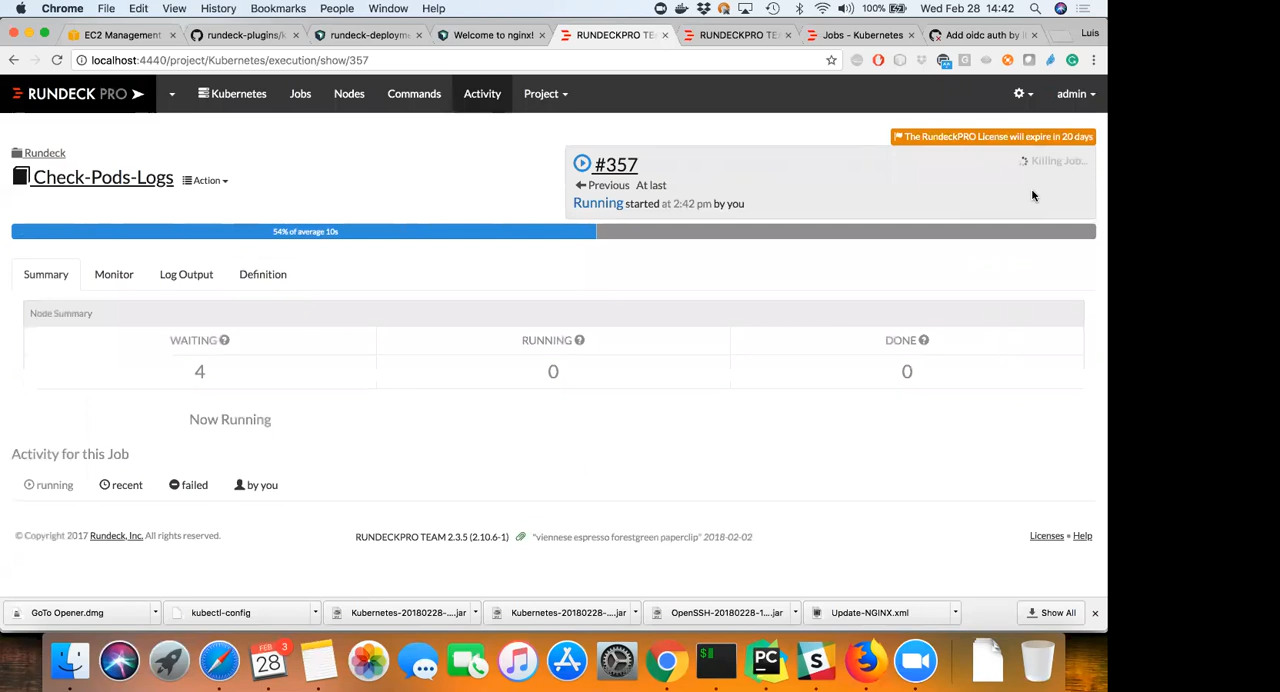 Chrome File Edit View History Bookmarks People Window Help 100% Wed Feb 28 14:42
EC2 Management rundeck-plugins/k rundeck-deployme Welcome to nginx! RUNDECKPRO TE RUNDECKPRO TE Jobs - Kubernetes Add oidc auth by l Luis
localhost:4440/project/Kubernetes/execution/show/357
RUNDECK PRO Kubernetes Jobs Nodes Commands Activity Project admin
The RundeckPRO License will expire in 20 days
Rundeck
Check-Pods-Logs Action
#357 Killing Job...
Previous At last
Running started at 2:42 pm by you
54% of average 10s
Summary Monitor Log Output Definition
Node Summary
WAITING RUNNING DONE
4 0 0
Now Running
Activity for this Job
running recent failed by you
© Copyright 2017 Rundeck, Inc. All rights reserved. RUNDECKPRO TEAM 2.3.5 (2.10.6-1) "viennese espresso forestgreen paperclip" 2018-02-02 Licenses • Help
GoTo Opener.dmg kubectl-config Kubernetes-20180228-....jar Kubernetes-20180228-....jar OpenSSH-20180228-1....jar Update-NGINX.xml Show All
FEB 28 3 $ PC S